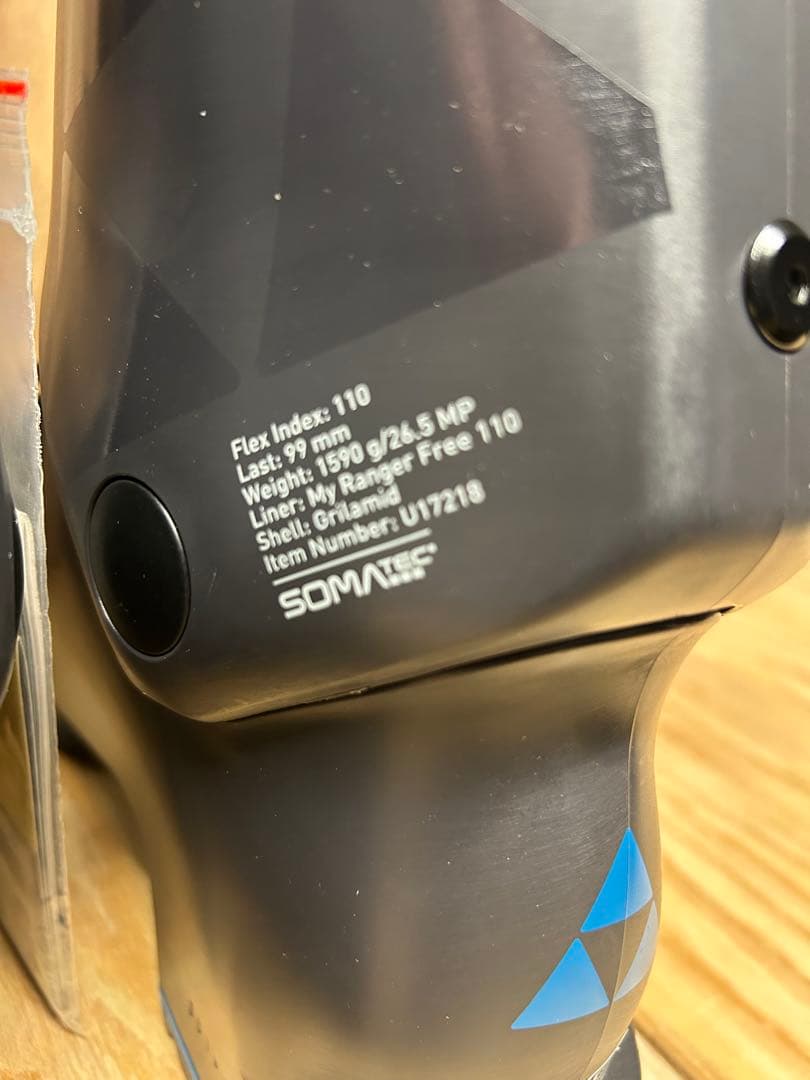 Flex Index: 110
Last: 99 mm
Weight: 1590 g/26.5 MP
Liner: My Ranger Free 110
Shell: Grilamid
Item Number: U17218
SOMATEC